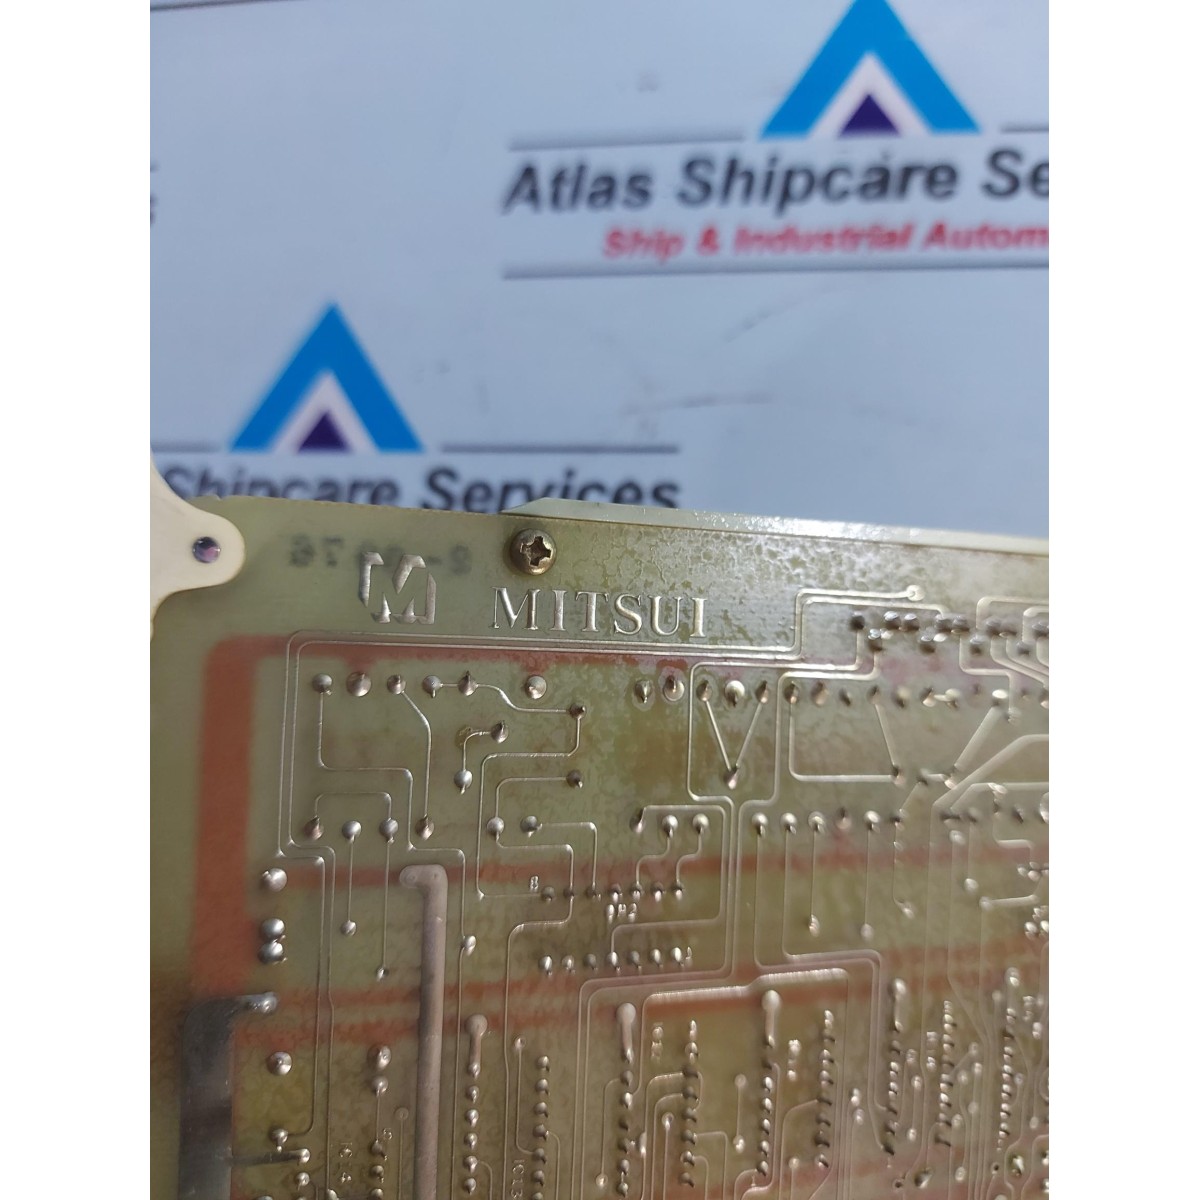 Atlas Shipcare Se
Ship & Industrial Autom
Shipcare Services
M MITSUI